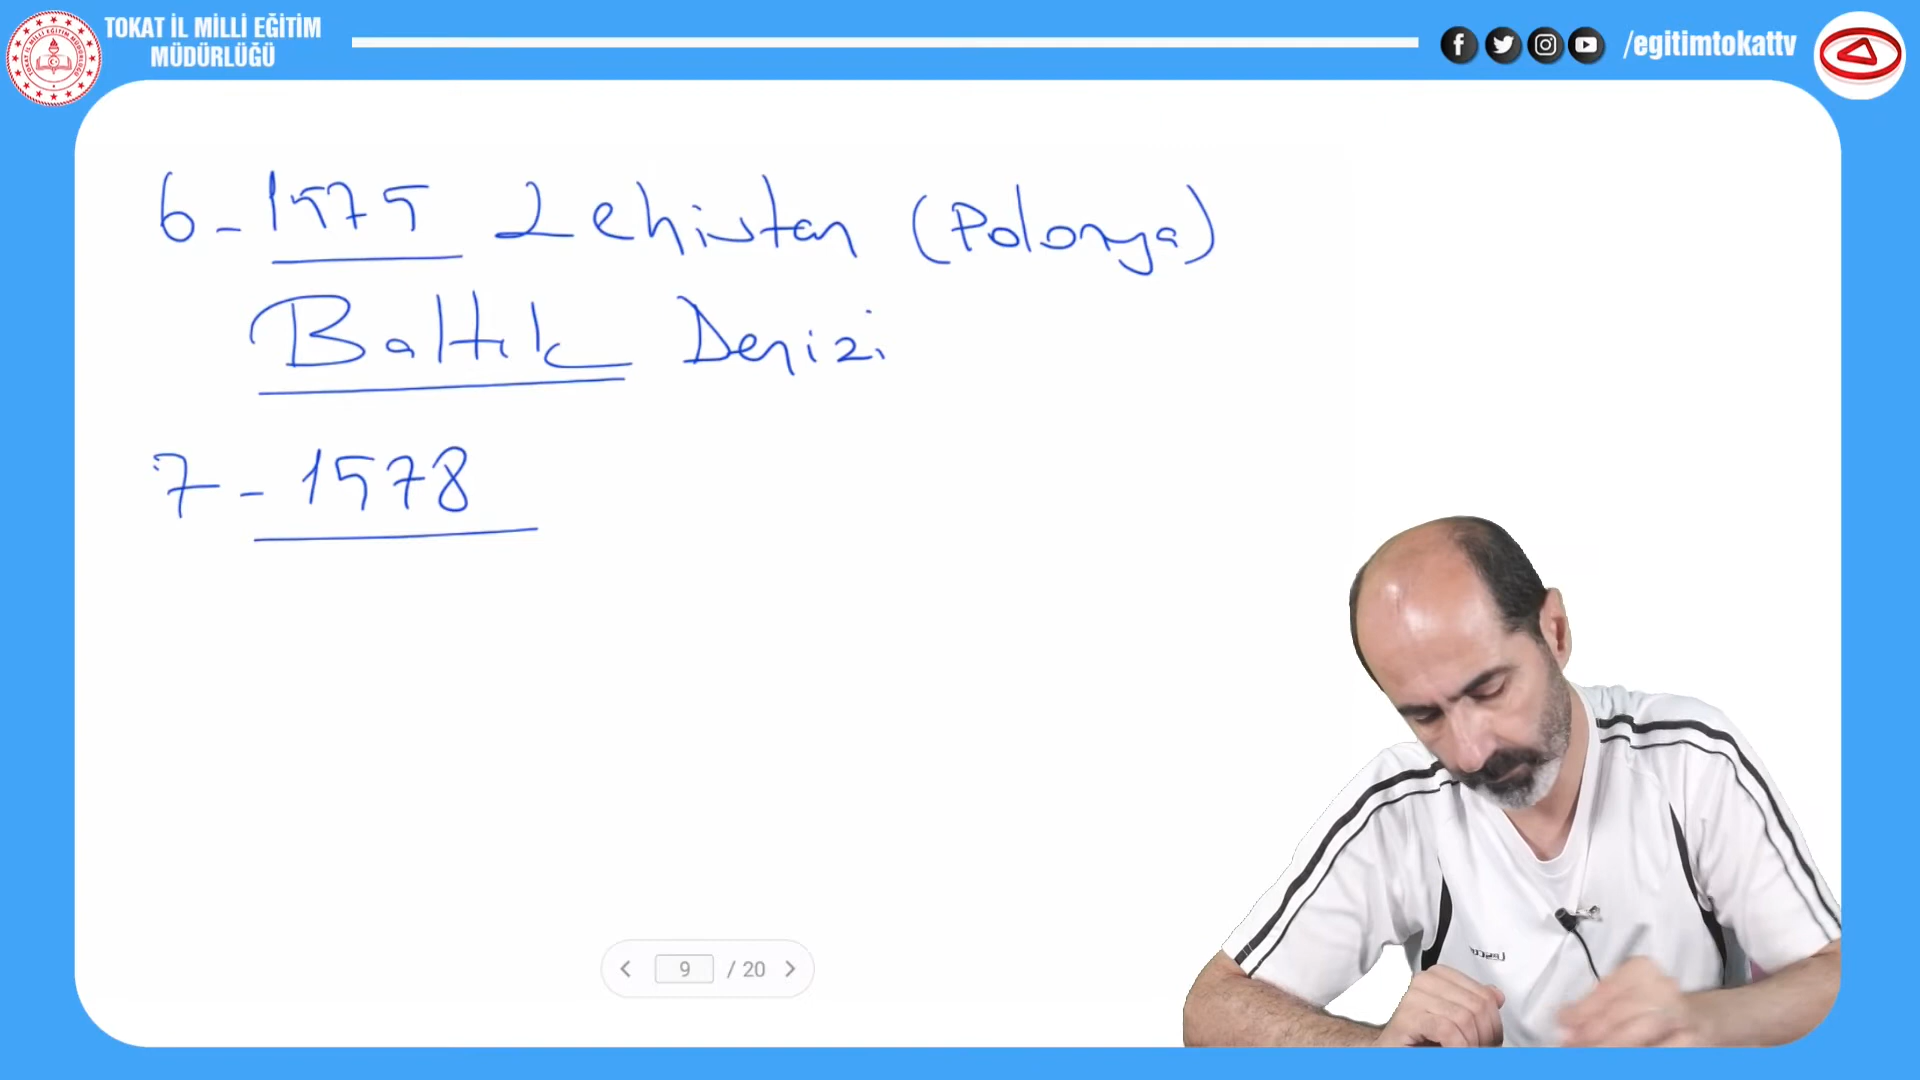 TOKAT İL MİLLİ EĞİTİM
MÜDÜRLÜĞÜ
/egitimtokattv
6-1575 Lehistan (Polonya)
Baltık Denizi
7-1578
9 / 20